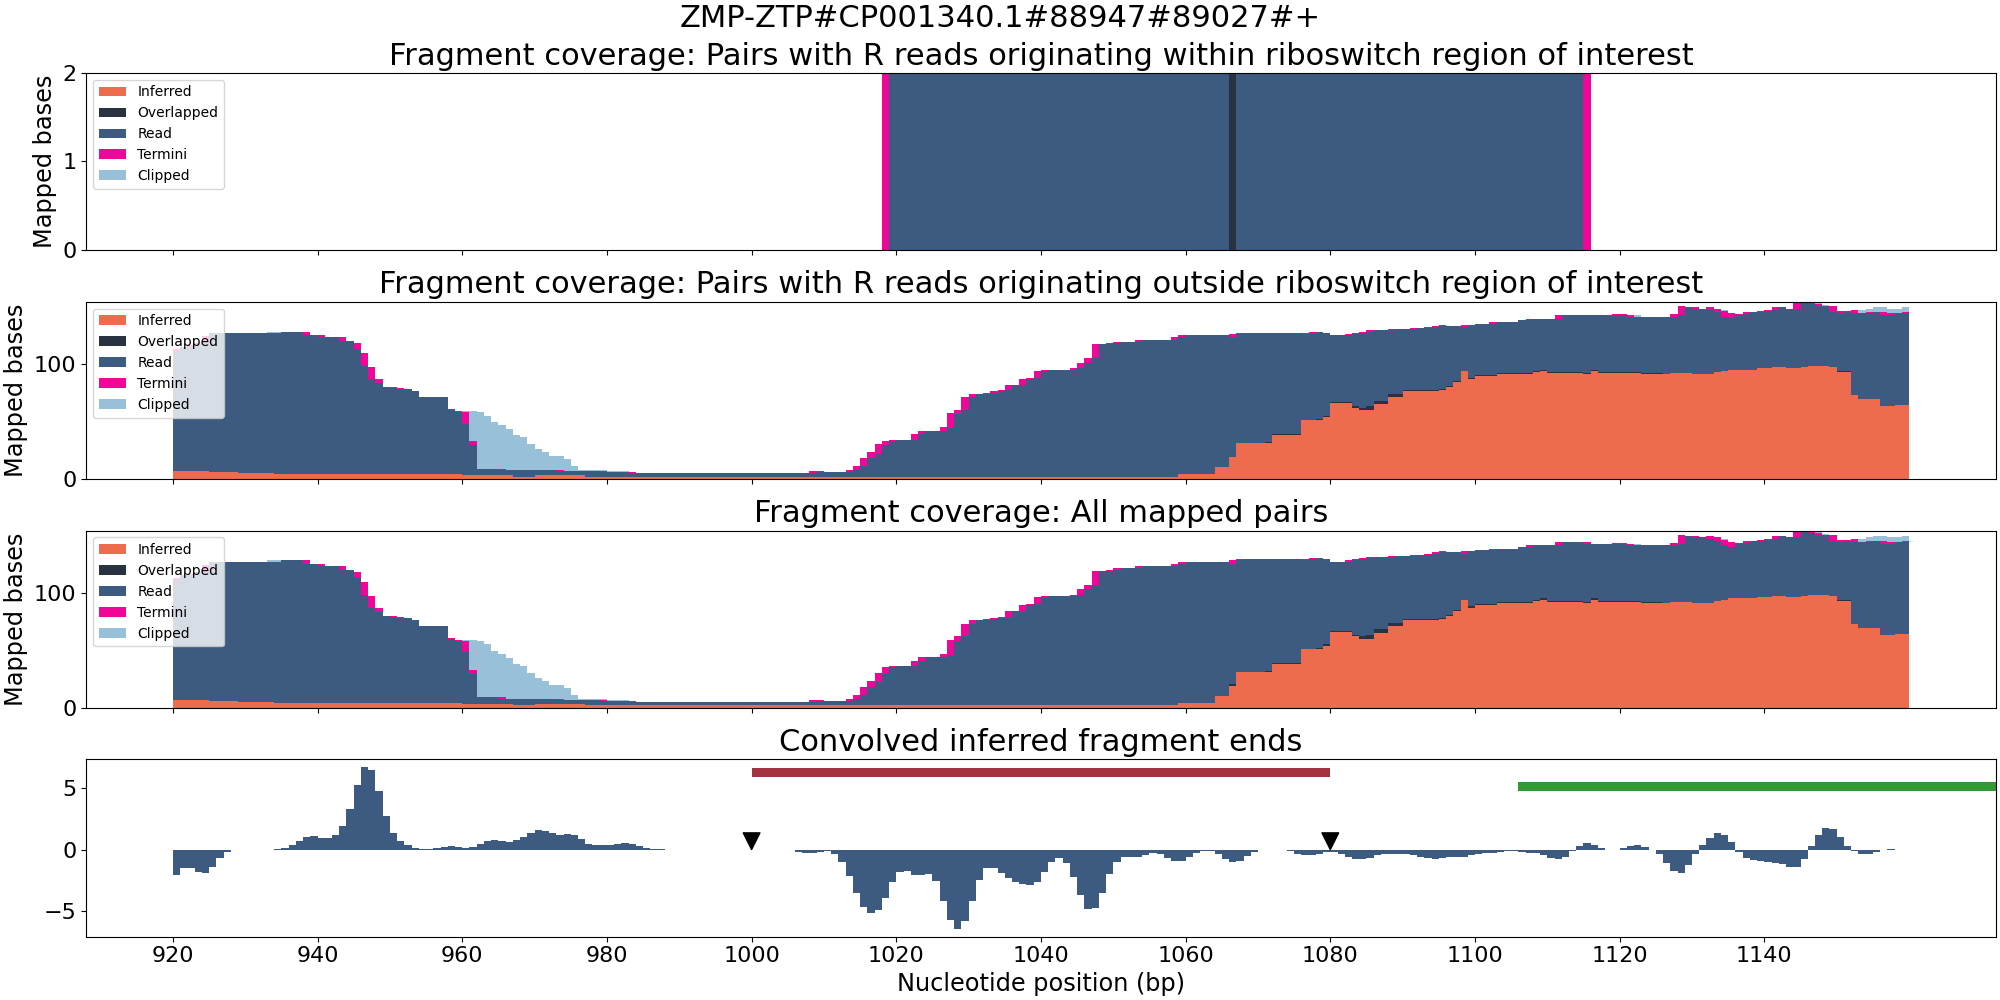 ZMP-ZTP#CP001340.1#88947#89027#+
Fragment coverage: Pairs with R reads originating within riboswitch region of interest
Mapped bases
2
1
0
Inferred
Overlapped
Read
Termini
Clipped
Fragment coverage: Pairs with R reads originating outside riboswitch region of interest
Mapped bases
100
0
Inferred
Overlapped
Read
Termini
Clipped
Fragment coverage: All mapped pairs
Mapped bases
100
0
Inferred
Overlapped
Read
Termini
Clipped
Convolved inferred fragment ends
5
0
−5
920 940 960 980 1000 1020 1040 1060 1080 1100 1120 1140
Nucleotide position (bp)